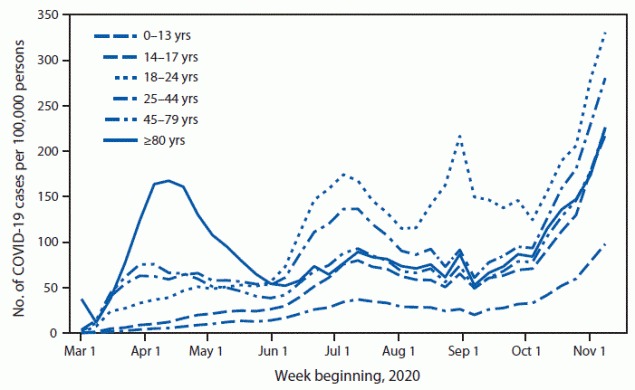 350
300
250
200
150
100
50
0
No. of COVID-19 cases per 100,000 persons
0–13 yrs
14–17 yrs
18–24 yrs
25–44 yrs
45–79 yrs
≥80 yrs
Mar 1 Apr 1 May 1 Jun 1 Jul 1 Aug 1 Sep 1 Oct 1 Nov 1
Week beginning, 2020